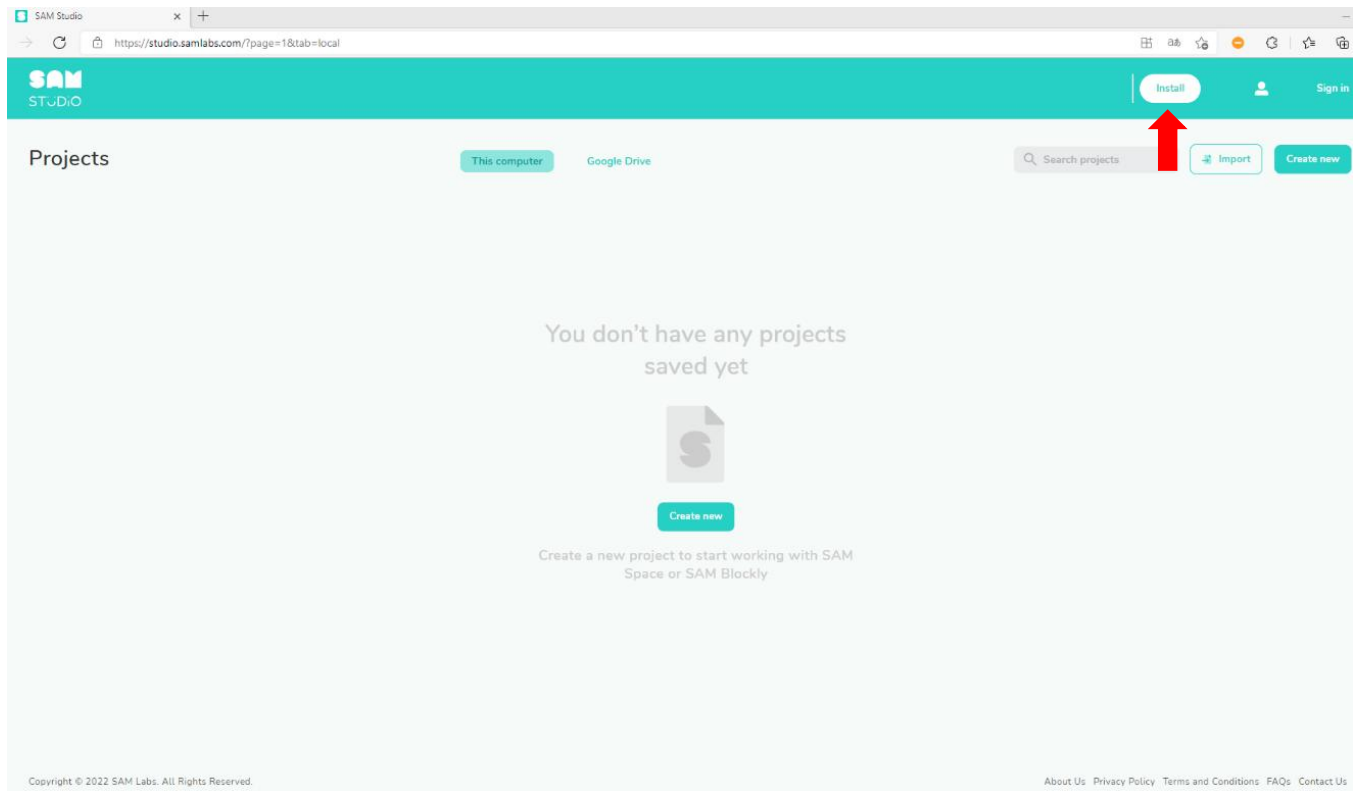 SAM Studio
https://studio.samlabs.com/?page=1&tab=local
SAM
STUDiO
Install
Sign in
Projects
This computer
Google Drive
Search projects
Import
Create new
You don't have any projects
saved yet
S
Create new
Create a new project to start working with SAM
Space or SAM Blockly
Copyright © 2022 SAM Labs. All Rights Reserved.
About Us Privacy Policy Terms and Conditions FAQs Contact Us